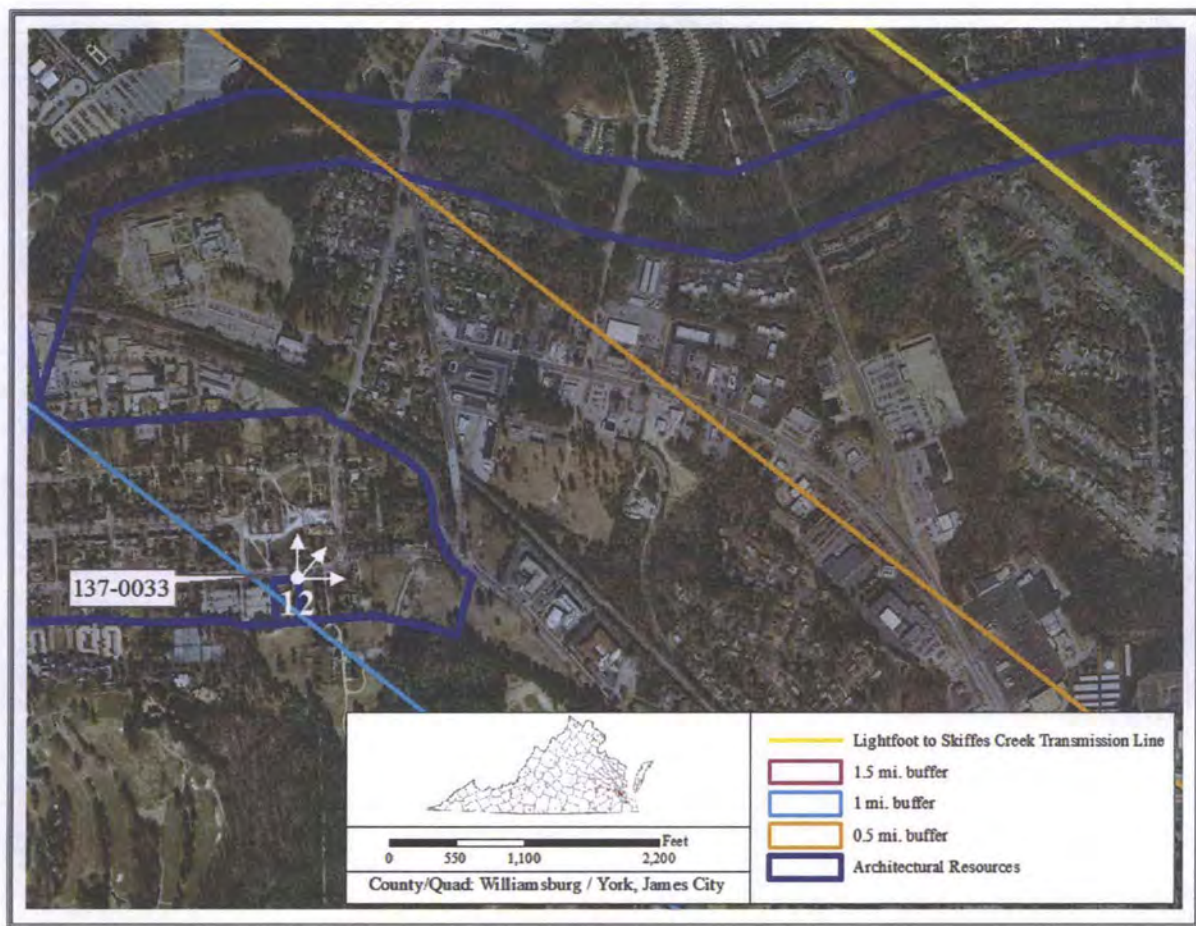 137-0033
12
Feet
0 550 1,100 2,200
County/Quad: Williamsburg / York, James City
Lightfoot to Skiffes Creek Transmission Line
1.5 mi. buffer
1 mi. buffer
0.5 mi. buffer
Architectural Resources